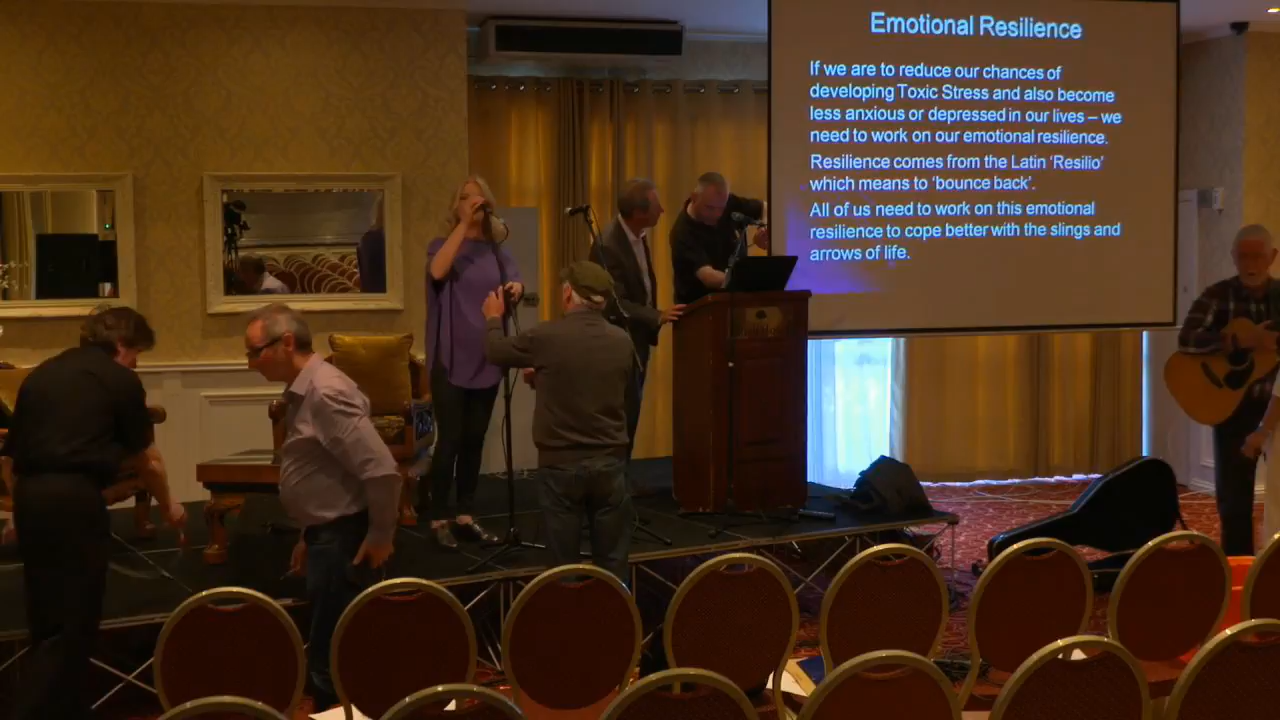 Emotional Resilience
If we are to reduce our chances of
developing Toxic Stress and also become
less anxious or depressed in our lives – we
need to work on our emotional resilience.
Resilience comes from the Latin ‘Resilio’
which means to ‘bounce back’.
All of us need to work on this emotional
resilience to cope better with the slings and
arrows of life.